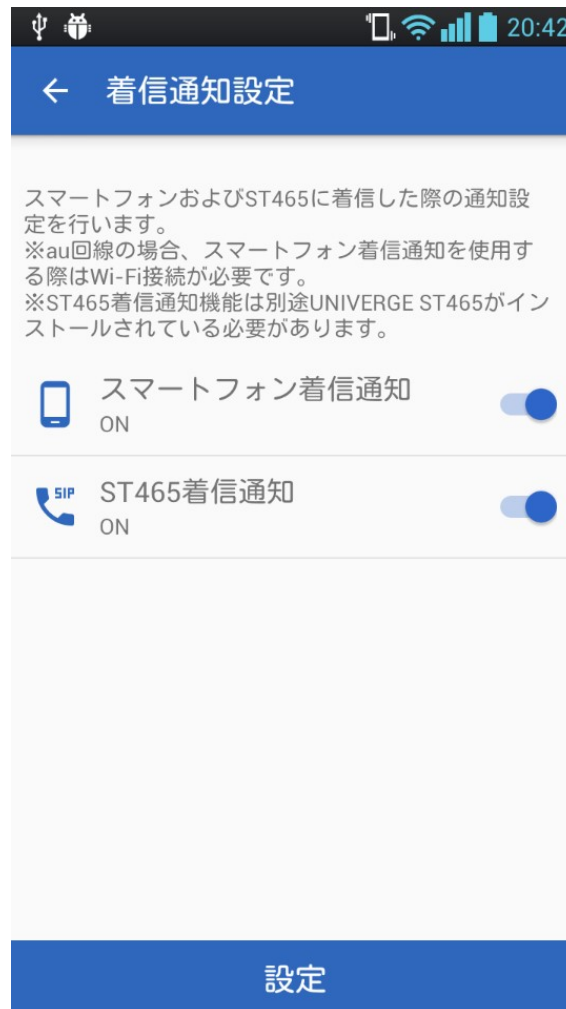 20:42
着信通知設定
スマートフォンおよびST465に着信した際の通知設
定を行います。
※au回線の場合、スマートフォン着信通知を使用す
る際はWi-Fi接続が必要です。
※ST465着信通知機能は別途UNIVERGE ST465がイン
ストールされている必要があります。
スマートフォン着信通知
ON
SIP
ST465着信通知
ON
設定